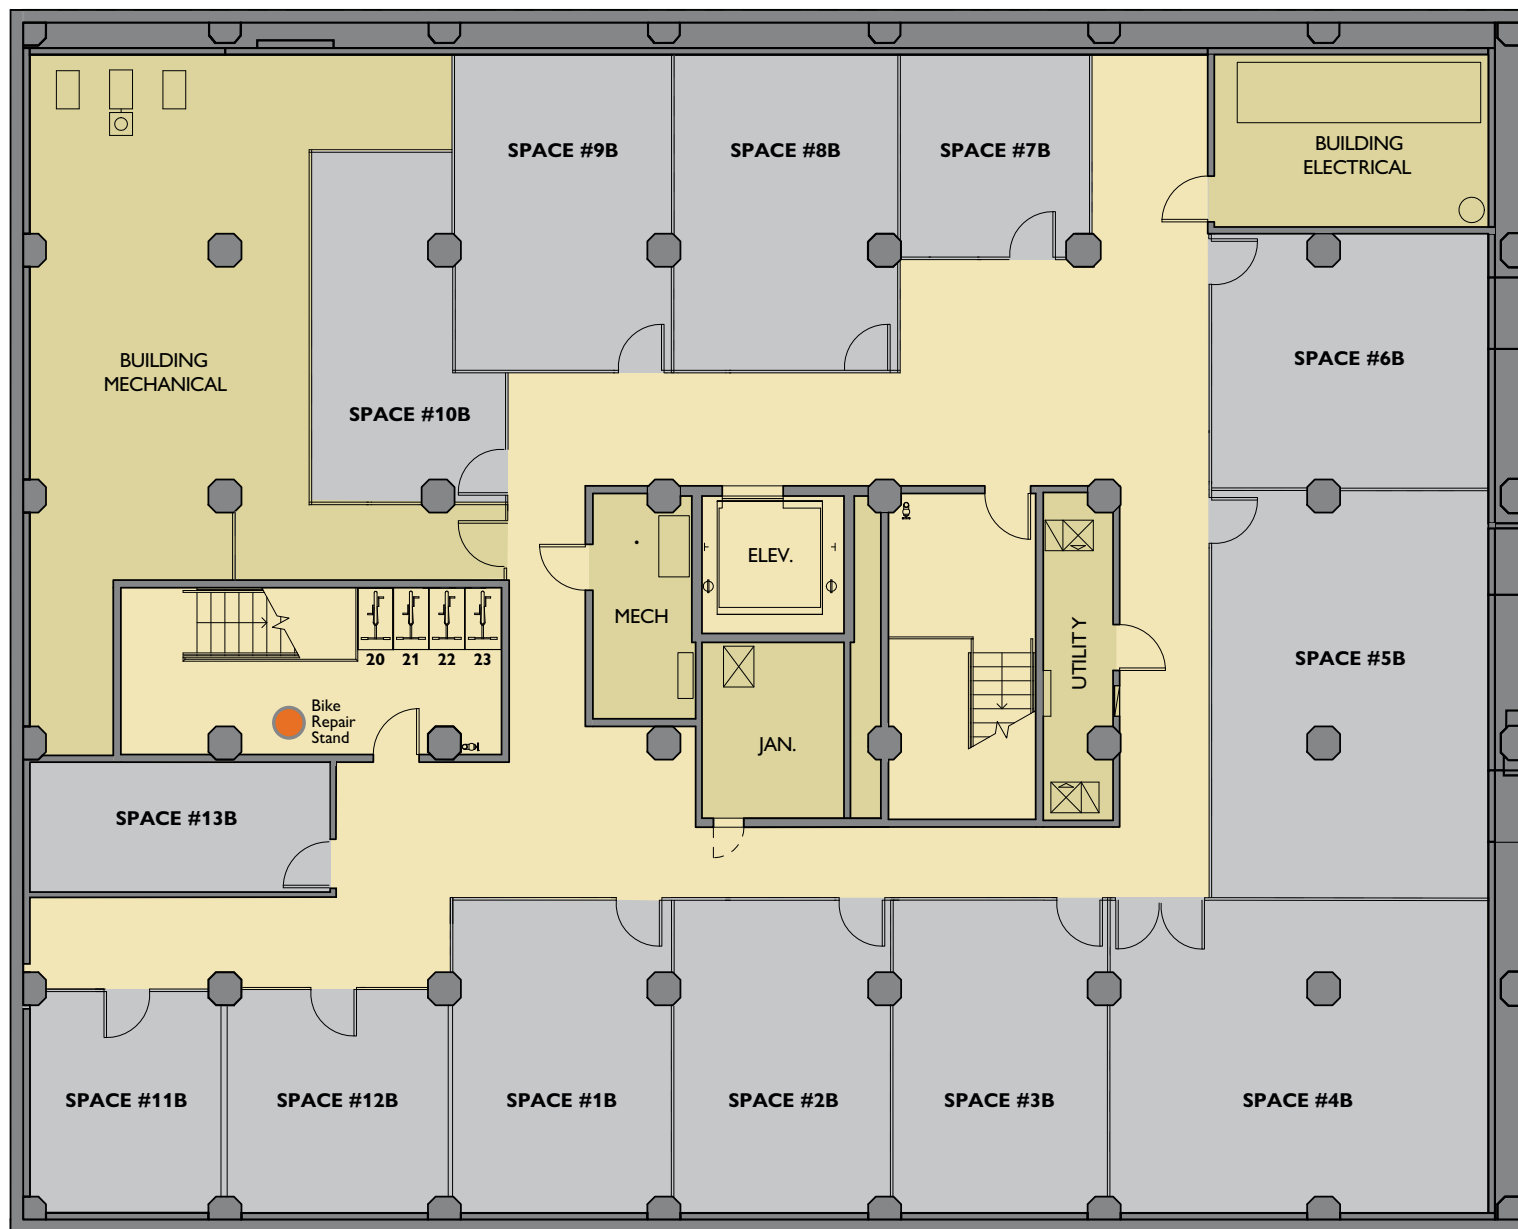 SPACE #9B
SPACE #8B
SPACE #7B
BUILDING
ELECTRICAL
BUILDING
MECHANICAL
SPACE #10B
SPACE #6B
ELEV.
MECH
UTILITY
20 21 22 23
SPACE #5B
Bike
Repair
Stand
JAN.
SPACE #13B
SPACE #11B
SPACE #12B
SPACE #1B
SPACE #2B
SPACE #3B
SPACE #4B